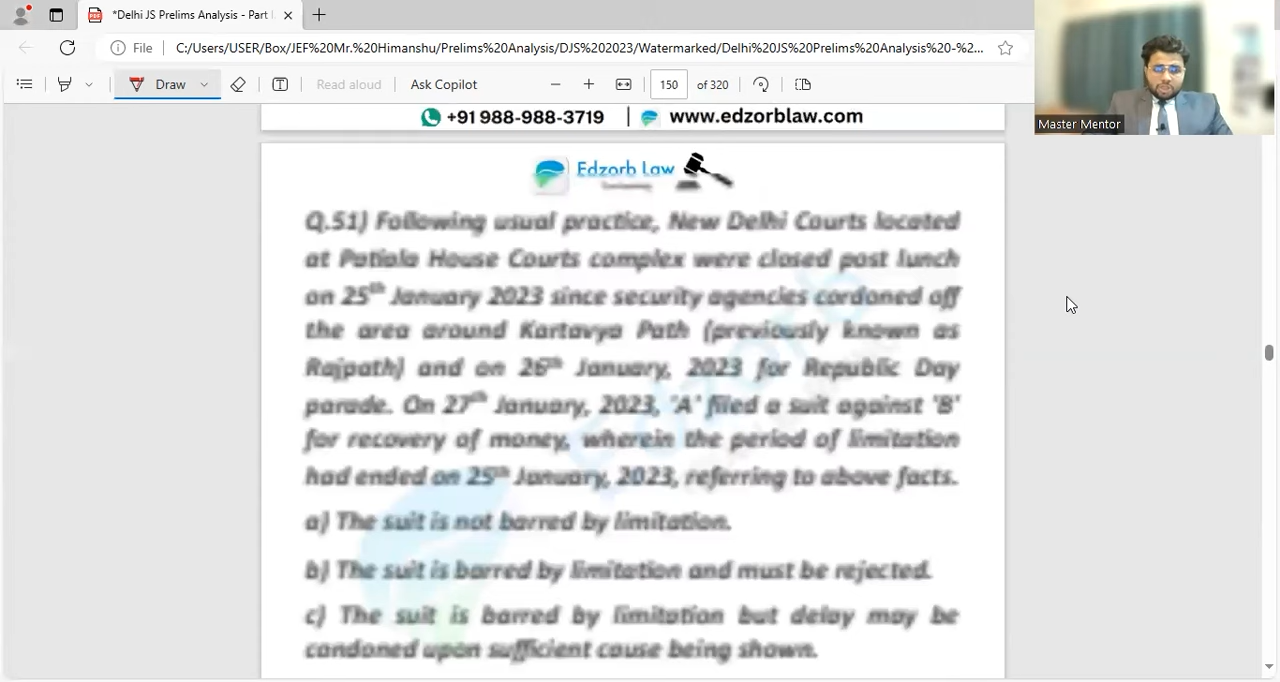 *Delhi JS Prelims Analysis - Part I
File
C:/Users/USER/Box/JEF%20Mr.%20Himanshu/Prelims%20Analysis/DJS%202023/Watermarked/Delhi%20JS%20Prelims%20Analysis%20-%2...
Draw
Read aloud
Ask Copilot
150
of 320
Master Mentor
+91 988-988-3719 | www.edzorblaw.com
Edzorb Law
Q.51) Following usual practice, New Delhi Courts located
at Patiala House Courts complex were closed post lunch
on 25th January 2023 since security agencies cordoned off
the area around Kartavya Path (previously known as
Rajpath) and on 26th January, 2023 for Republic Day
parade. On 27th January, 2023, 'A' filed a suit against 'B'
for recovery of money, wherein the period of limitation
had ended on 25th January, 2023, referring to above facts.
a) The suit is not barred by limitation.
b) The suit is barred by limitation and must be rejected.
c) The suit is barred by limitation but delay may be
condoned upon sufficient cause being shown.